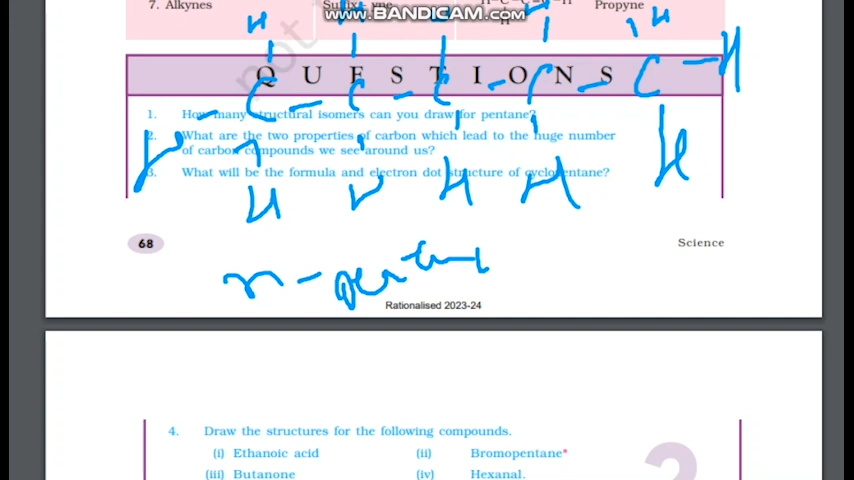 7. Alkynes Suffix - yne Propyne
www.BANDICAM.com
H
QUESTIONS
C - C - C - C - C - H
1. How many structural isomers can you draw for pentane?
2. What are the two properties of carbon which lead to the huge number
of carbon compounds we see around us?
3. What will be the formula and electron dot structure of cyclopentane?
H H H H H
68 Science
n-pentane
Rationalised 2023-24
4. Draw the structures for the following compounds.
(i) Ethanoic acid (ii) Bromopentane*
(iii) Butanone (iv) Hexanal.
?